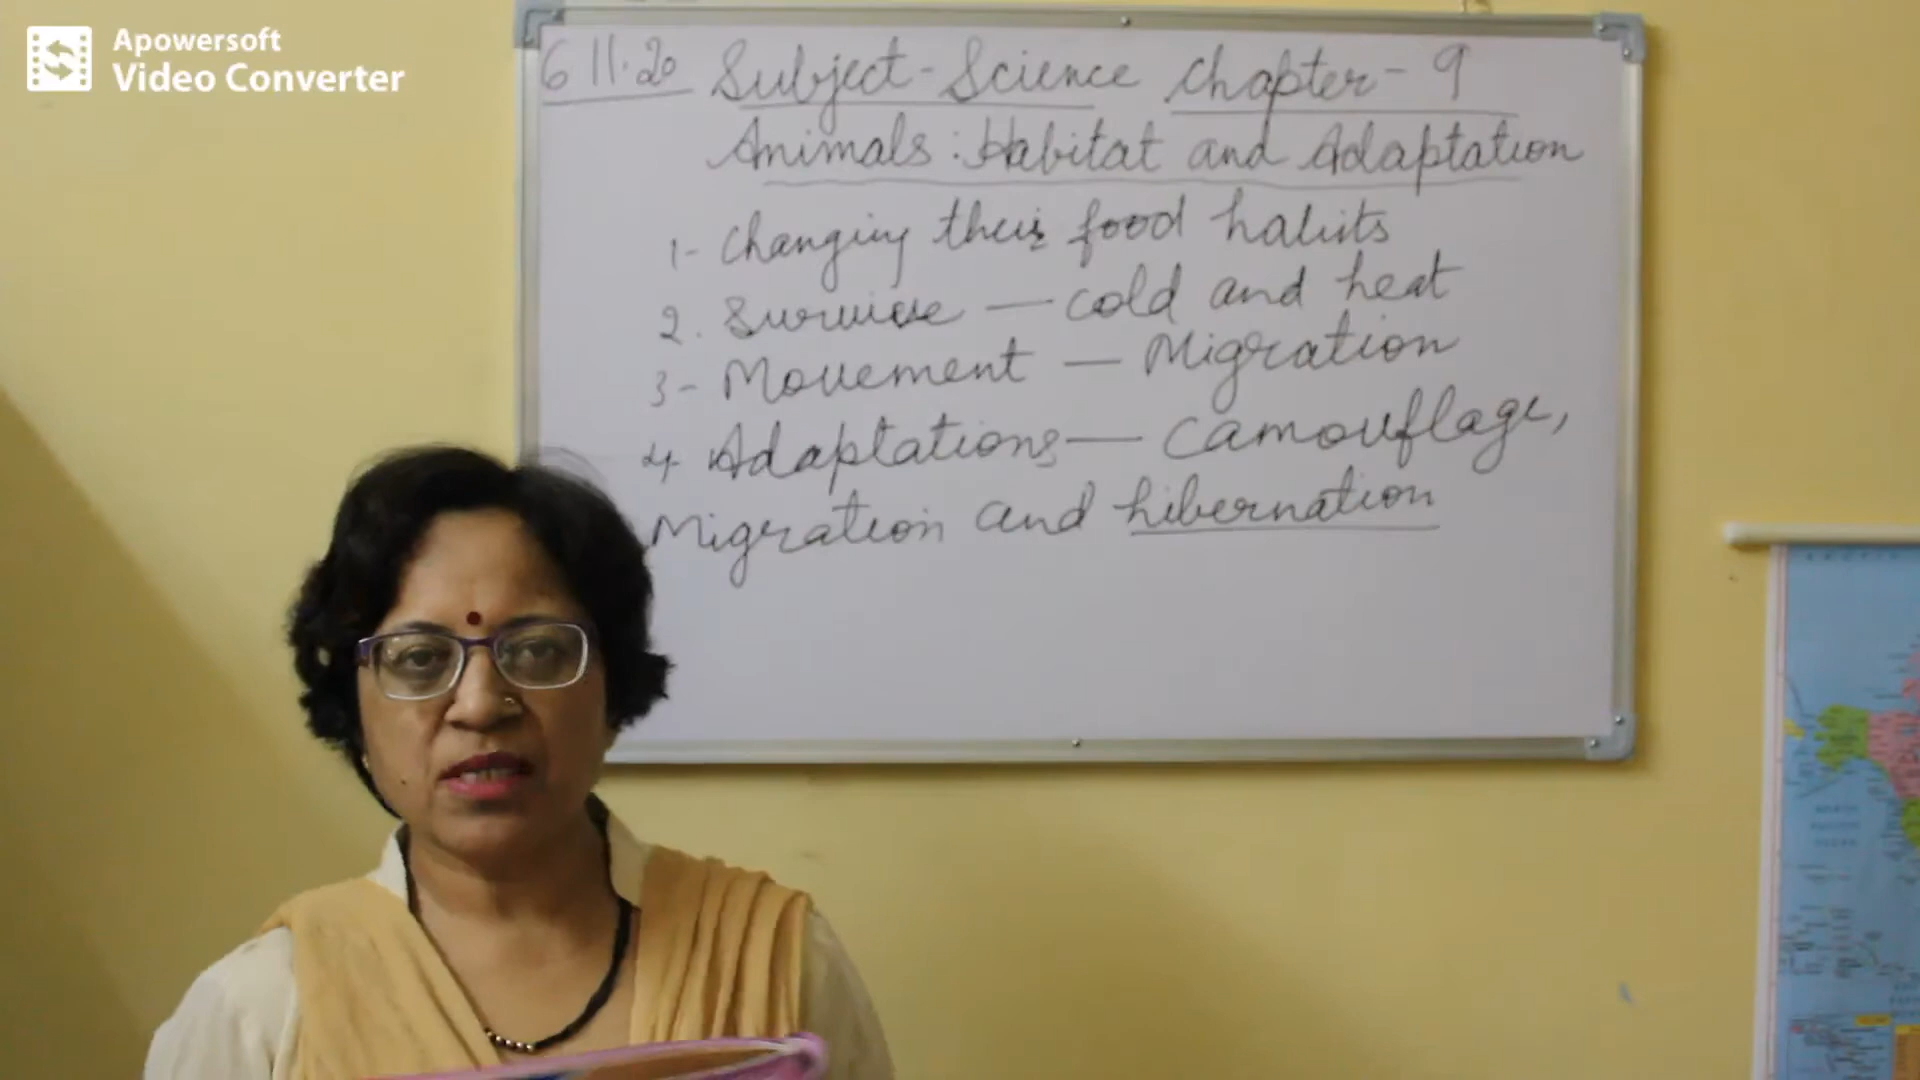 Apowersoft
Video Converter
6 11.20 Subject - Science Chapter - 9
Animals : Habitat and Adaptation
1- Changing their food habits
2. Survive — cold and heat
3- Movement — Migration
4 Adaptations — Camouflage,
Migration and hibernation